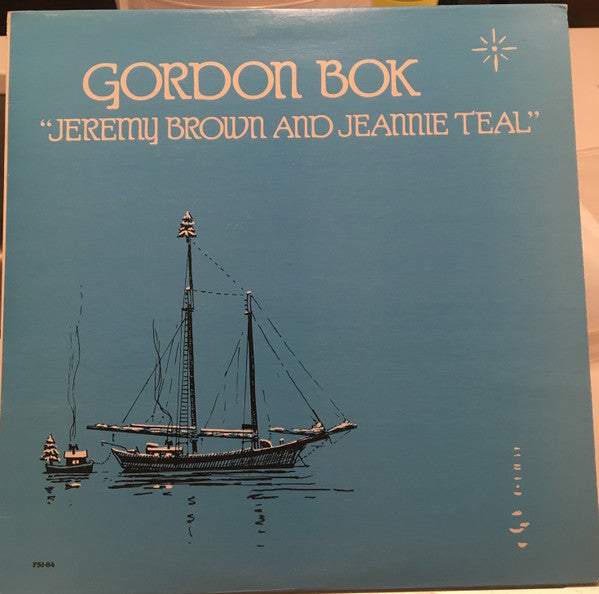 GORDON BOK
"JEREMY BROWN AND JEANNIE TEAL"
FSI-84